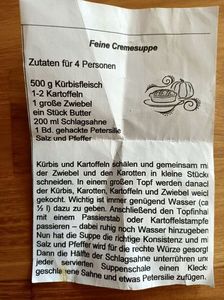 Feine Cremesuppe
Zutaten für 4 Personen
500 g Kürbisfleisch
1-2 Kartoffeln
1 große Zwiebel
ein Stück Butter
200 ml Schlagsahne
1 Bd. gehackte Petersilie
Salz und Pfeffer
Kürbis und Kartoffeln schälen und gemeinsam mit
der Zwiebel und den Karotten in kleine Stücke
schneiden. In einem großen Topf werden danach
der Kürbis, Karotten, Kartoffeln und Zwiebel weich
gekocht. Wichtig ist immer genügend Wasser (ca.
½ l) dazu zu geben. Anschließend den Topfinhalt
mit einem Passierstab oder Kartoffelstampfer
passieren – dabei ruhig noch Wasser hinzugeben.
Nun hat die Suppe die richtige Konsistenz und mit
Salz und Pfeffer wird für die rechte Würze gesorgt.
Dann die Hälfte der Schlagsahne unterrühren und
jeder servierten Suppenschale einen Klecks
geschlagene Sahne und etwas Petersilie zufügen.